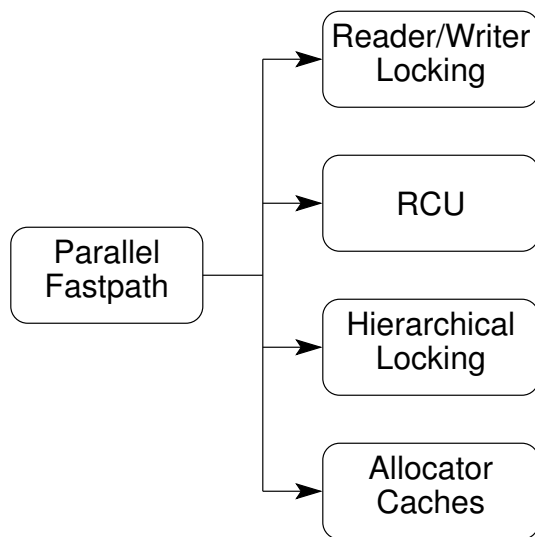 Reader/Writer
Locking
RCU
Parallel
Fastpath
Hierarchical
Locking
Allocator
Caches